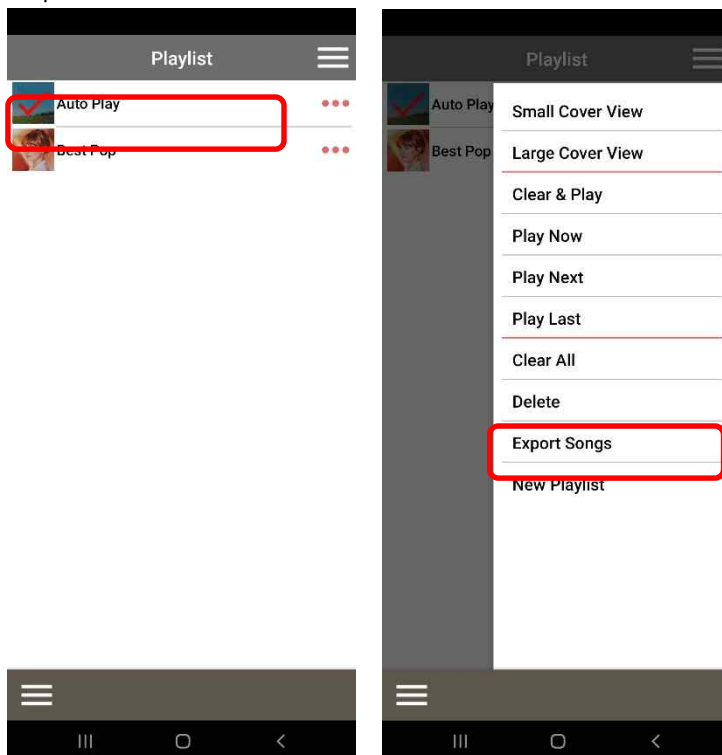 Playlist
Auto Play
Best Pop
Playlist
Auto Play
Best Pop
Small Cover View
Large Cover View
Clear & Play
Play Now
Play Next
Play Last
Clear All
Delete
Export Songs
New Playlist